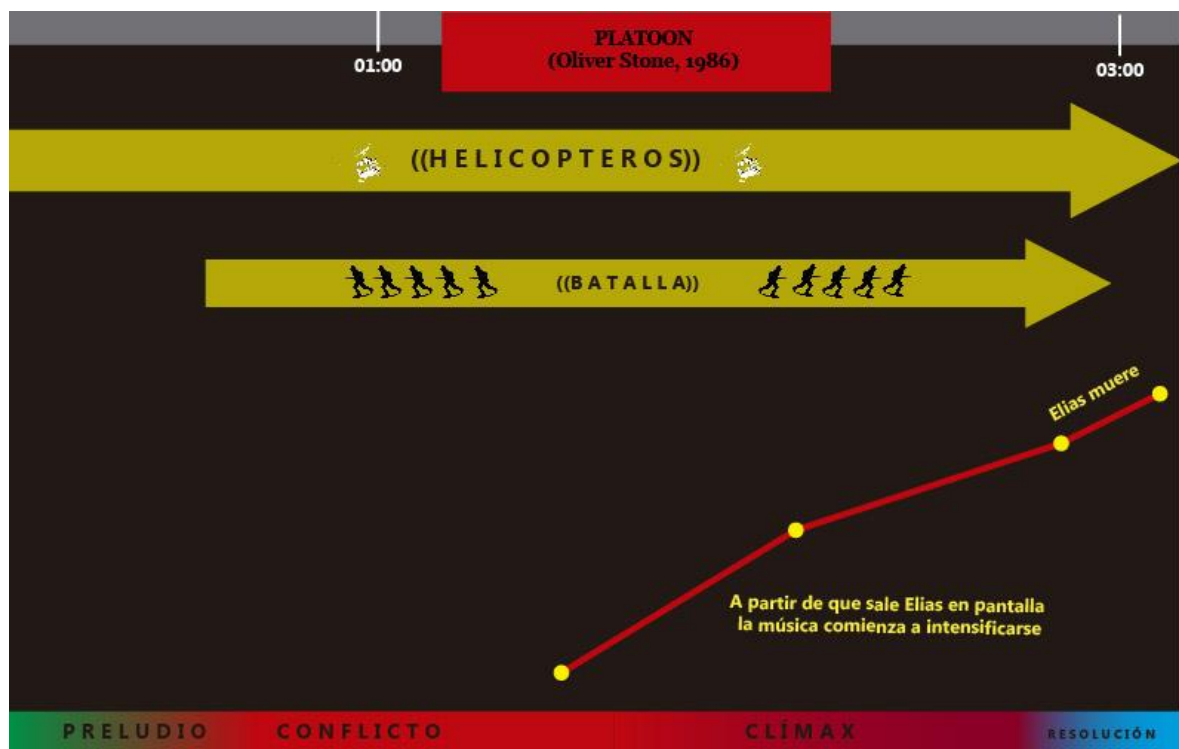 PLATOON
(Oliver Stone, 1986)
01:00
03:00
((HELICOPTEROS))
((BATALLA))
Elias muere
A partir de que sale Elias en pantalla
la música comienza a intensificarse
PRELUDIO CONFLICTO CLÍMAX RESOLUCIÓN